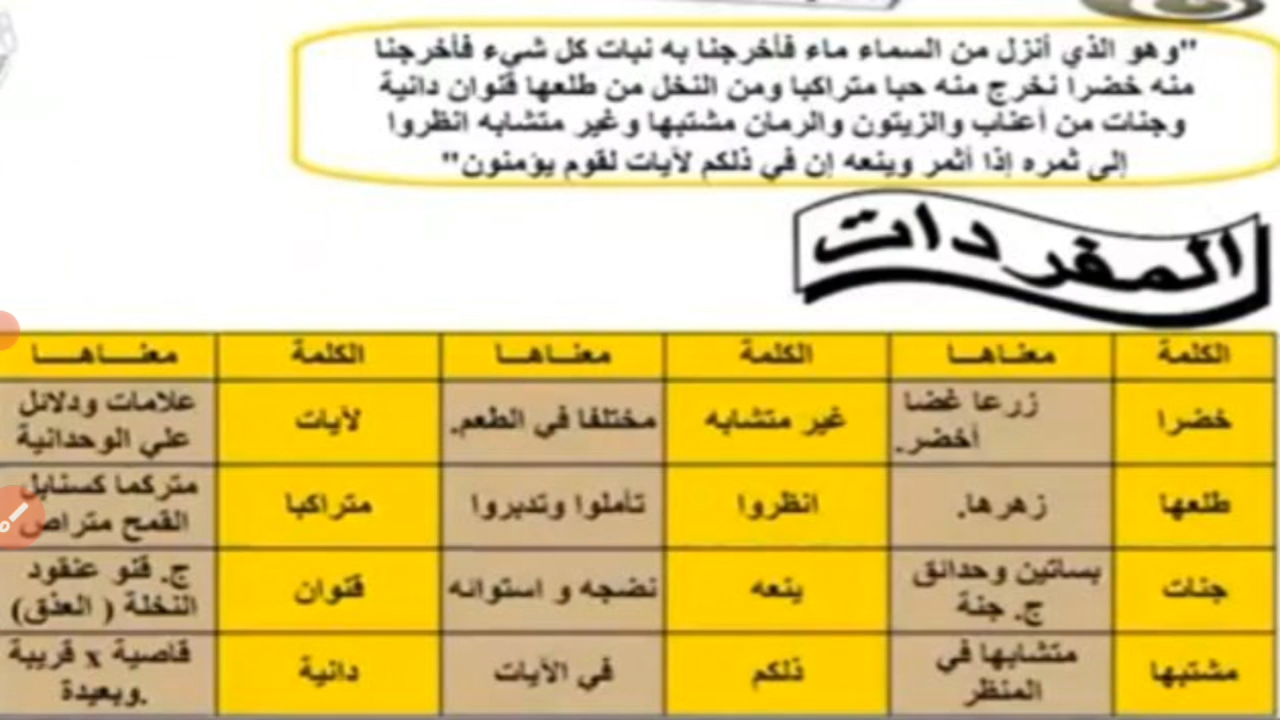 "وهو الذي أنزل من السماء ماء فأخرجنا به نبات كل شيء فأخرجنا
منه خضرا نخرج منه حبا متراكبا ومن النخل من طلعها قنوان دانية
وجنات من أعناب والزيتون والرمان مشتبها وغير متشابه انظروا
إلى ثمره إذا أثمر وينعه إن في ذلكم لآيات لقوم يؤمنون"
المفردات
الكلمة معنــاهــا الكلمة معنــاهــا الكلمة معنـــاهـــا
خضرا زرعا غضا أخضر. غير متشابه مختلفا في الطعم. لآيات علامات ودلائل علي الوحدانية
طلعها زهرها. انظروا تأملوا وتدبروا متراكبا متركما كسنابل القمح متراص
جنات بساتين وحدائق ج. جنة ينعه نضجه و استوائه قنوان ج. قنو عنقود النخلة ( العذق)
مشتبها متشابها في المنظر ذلكم في الآيات دانية قاصية x قريبة وبعيدة.